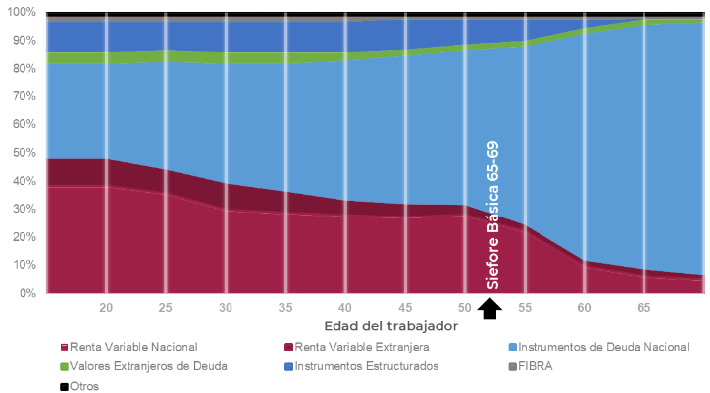 100%
90%
80%
70%
60%
50%
40%
30%
20%
10%
0%
Siefore Básica 65-69
20 25 30 35 40 45 50 55 60 65
Edad del trabajador
Renta Variable Nacional Renta Variable Extranjera Instrumentos de Deuda Nacional
Valores Extranjeros de Deuda Instrumentos Estructurados FIBRA
Otros